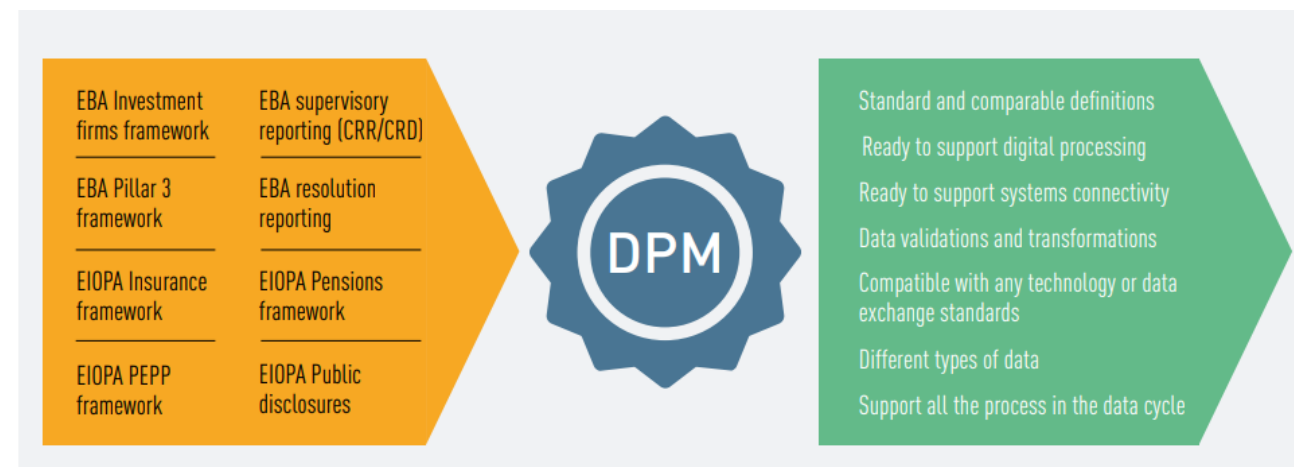 EBA Investment
firms framework
EBA supervisory
reporting (CRR/CRD)
EBA Pillar 3
framework
EBA resolution
reporting
EIOPA Insurance
framework
EIOPA Pensions
framework
EIOPA PEPP
framework
EIOPA Public
disclosures
DPM
Standard and comparable definitions
Ready to support digital processing
Ready to support systems connectivity
Data validations and transformations
Compatible with any technology or data
exchange standards
Different types of data
Support all the process in the data cycle